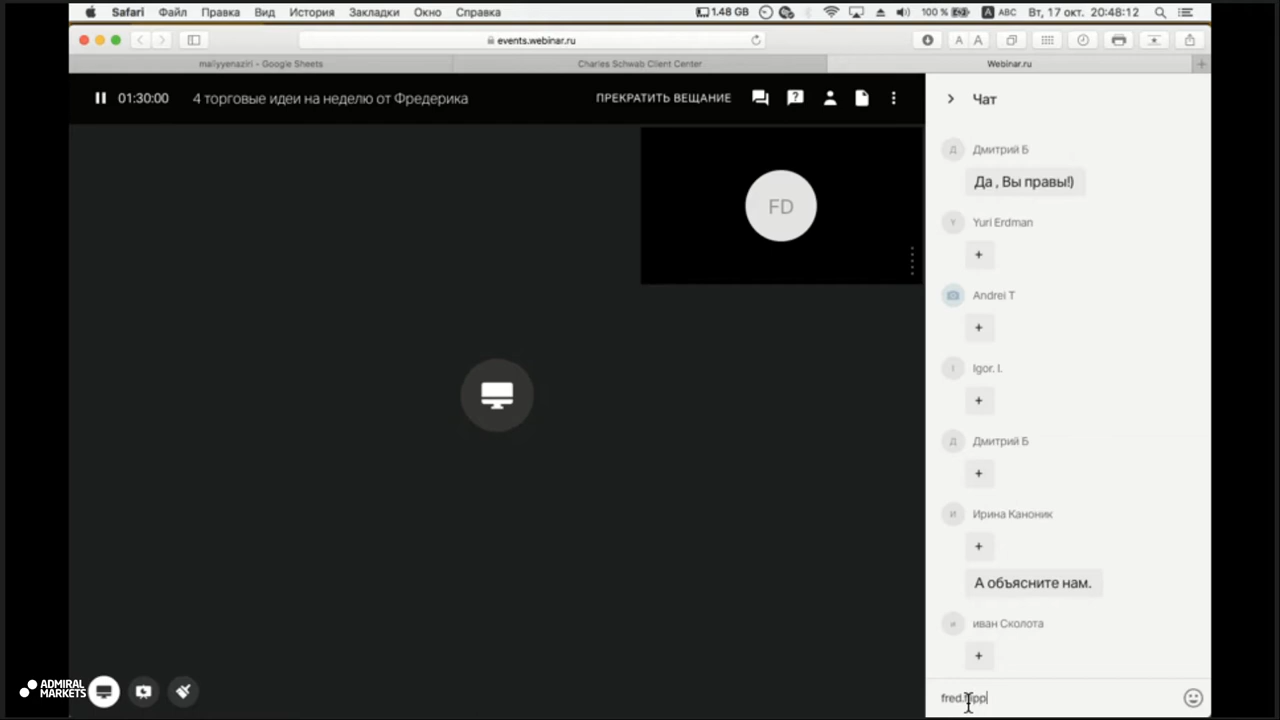 Safari Файл Правка Вид История Закладки Окно Справка 1.48 GB 100 % A ABC Вт, 17 окт. 20:48:12
events.webinar.ru A A
maliyyenaziri - Google Sheets Charles Schwab Client Center Webinar.ru +
01:30:00 4 торговые идеи на неделю от Фредерика ПРЕКРАТИТЬ ВЕЩАНИЕ ?
Чат
FD
Д Дмитрий Б
Да , Вы правы!)
Y Yuri Erdman
+
Andrei T
+
I Igor. I.
+
Д Дмитрий Б
+
И Ирина Каноник
+
А объясните нам.
и иван Сколота
+
ADMIRAL
MARKETS